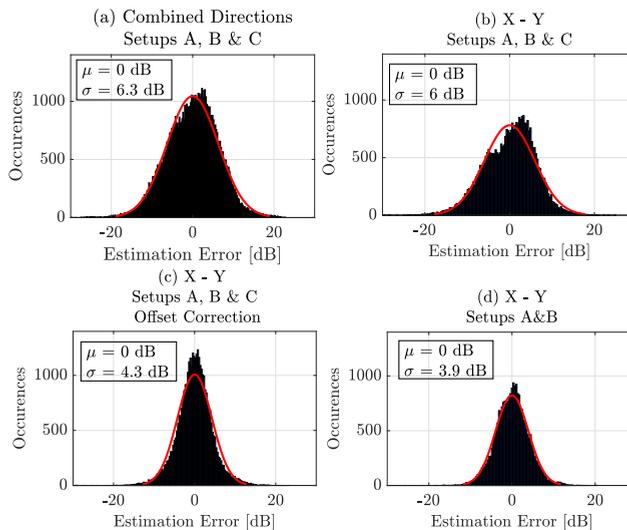 (a) Combined Directions
Setups A, B & C
μ = 0 dB
σ = 6.3 dB
1000
500
0
Occurences
-20
0
20
Estimation Error [dB]
(b) X - Y
Setups A, B & C
μ = 0 dB
σ = 6 dB
1000
500
0
Occurences
-20
0
20
Estimation Error [dB]
(c) X - Y
Setups A, B & C
Offset Correction
μ = 0 dB
σ = 4.3 dB
1000
500
0
Occurences
-20
0
20
Estimation Error [dB]
(d) X - Y
Setups A&B
μ = 0 dB
σ = 3.9 dB
1000
500
0
Occurences
-20
0
20
Estimation Error [dB]